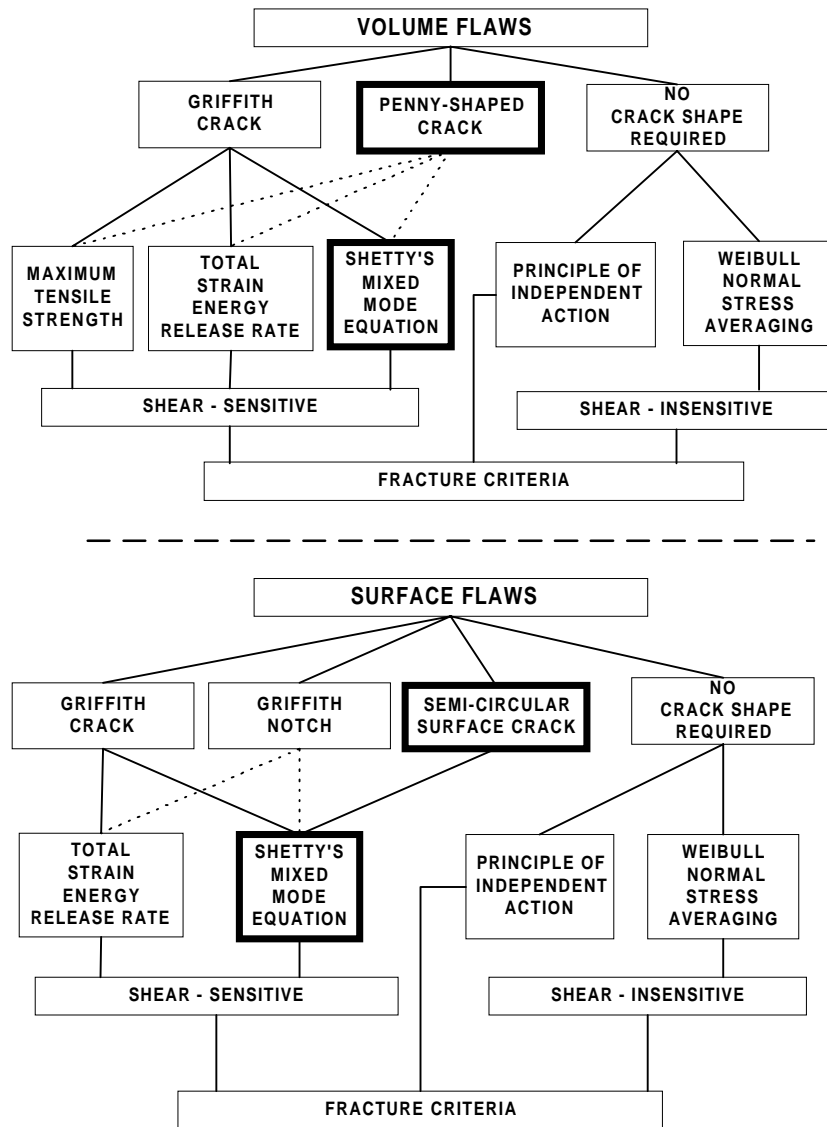 VOLUME FLAWS
GRIFFITH
CRACK
PENNY-SHAPED
CRACK
NO
CRACK SHAPE
REQUIRED
MAXIMUM
TENSILE
STRENGTH
TOTAL
STRAIN
ENERGY
RELEASE RATE
SHETTY'S
MIXED
MODE
EQUATION
PRINCIPLE OF
INDEPENDENT
ACTION
WEIBULL
NORMAL
STRESS
AVERAGING
SHEAR - SENSITIVE
SHEAR - INSENSITIVE
FRACTURE CRITERIA
SURFACE FLAWS
GRIFFITH
CRACK
GRIFFITH
NOTCH
SEMI-CIRCULAR
SURFACE CRACK
NO
CRACK SHAPE
REQUIRED
TOTAL
STRAIN
ENERGY
RELEASE RATE
SHETTY'S
MIXED
MODE
EQUATION
PRINCIPLE OF
INDEPENDENT
ACTION
WEIBULL
NORMAL
STRESS
AVERAGING
SHEAR - SENSITIVE
SHEAR - INSENSITIVE
FRACTURE CRITERIA